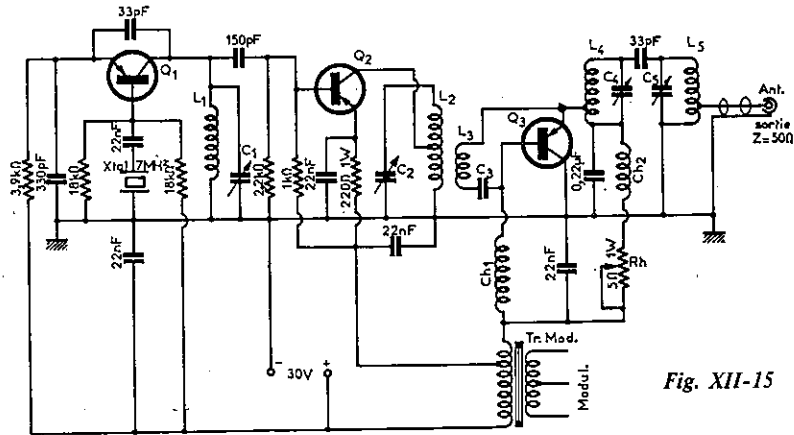 33pF
Q1
150pF
Q2
L1
C1
L2
C2
L3
C3
Q3
L4
33pF
L5
C4
C5
Ant.
sortie
Z=50Ω
3,9kΩ
330pF
18kΩ
22nF
Xtal 7MHz
22nF
18kΩ
2,2kΩ
1kΩ
22nF
220Ω 1W
22nF
Ch1
22nF
0,22µF
Ch2
5Ω 1W
Rh
- 30V +
Tr. Mod.
Modul.
Fig. XII-15